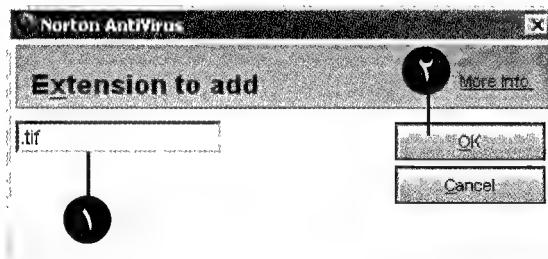 Norton AntiVirus
Extension to add
٢
More Info.
.tif
OK
Cancel
١